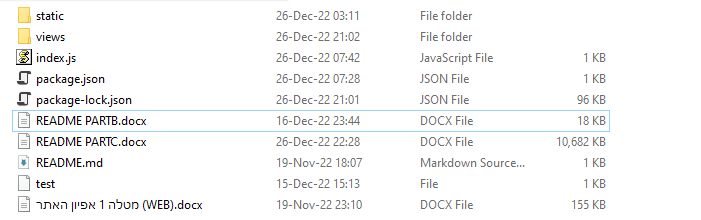 static 26-Dec-22 03:11 File folder
views 26-Dec-22 21:02 File folder
index.js 26-Dec-22 07:42 JavaScript File 1 KB
package.json 26-Dec-22 07:28 JSON File 1 KB
package-lock.json 26-Dec-22 21:01 JSON File 96 KB
README PARTB.docx 16-Dec-22 23:44 DOCX File 18 KB
README PARTC.docx 26-Dec-22 22:28 DOCX File 10,682 KB
README.md 19-Nov-22 18:07 Markdown Source... 1 KB
test 15-Dec-22 15:13 File 1 KB
מטלה 1 אפיון האתר (WEB).docx 19-Nov-22 23:10 DOCX File 155 KB